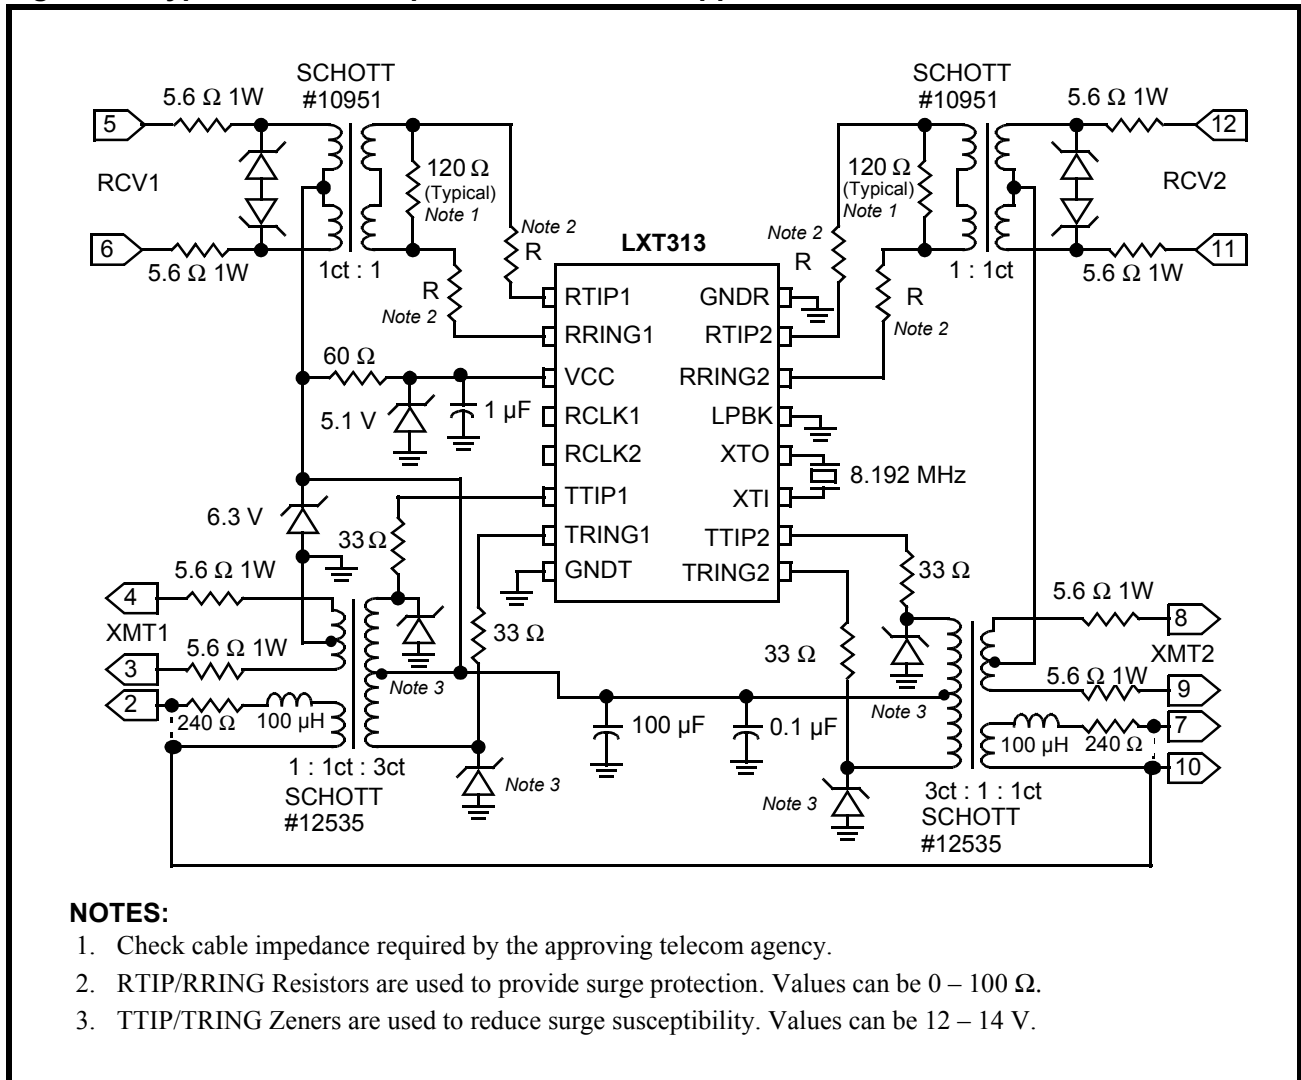 SCHOTT
#10951
SCHOTT
#10951
5.6 Ω 1W
5.6 Ω 1W
5
12
RCV1
120 Ω
(Typical)
Note 1
120 Ω
(Typical)
Note 1
RCV2
6
11
5.6 Ω 1W
1ct : 1
Note 2
R
R
Note 2
LXT313
Note 2
R
R
Note 2
1 : 1ct
5.6 Ω 1W
RTIP1
GNDR
RRING1
RTIP2
60 Ω
VCC
RRING2
5.1 V
1 µF
RCLK1
LPBK
RCLK2
XTO
8.192 MHz
TTIP1
XTI
6.3 V
33 Ω
TRING1
TTIP2
GNDT
TRING2
33 Ω
5.6 Ω 1W
5.6 Ω 1W
4
8
XMT1
33 Ω
33 Ω
XMT2
5.6 Ω 1W
5.6 Ω 1W
3
9
2
Note 3
Note 3
7
240 Ω
100 µH
100 µF
0.1 µF
100 µH
240 Ω
10
1 : 1ct : 3ct
SCHOTT
#12535
Note 3
Note 3
3ct : 1 : 1ct
SCHOTT
#12535
NOTES:
1. Check cable impedance required by the approving telecom agency.
2. RTIP/RRING Resistors are used to provide surge protection. Values can be 0 – 100 Ω.
3. TTIP/TRING Zeners are used to reduce surge susceptibility. Values can be 12 – 14 V.